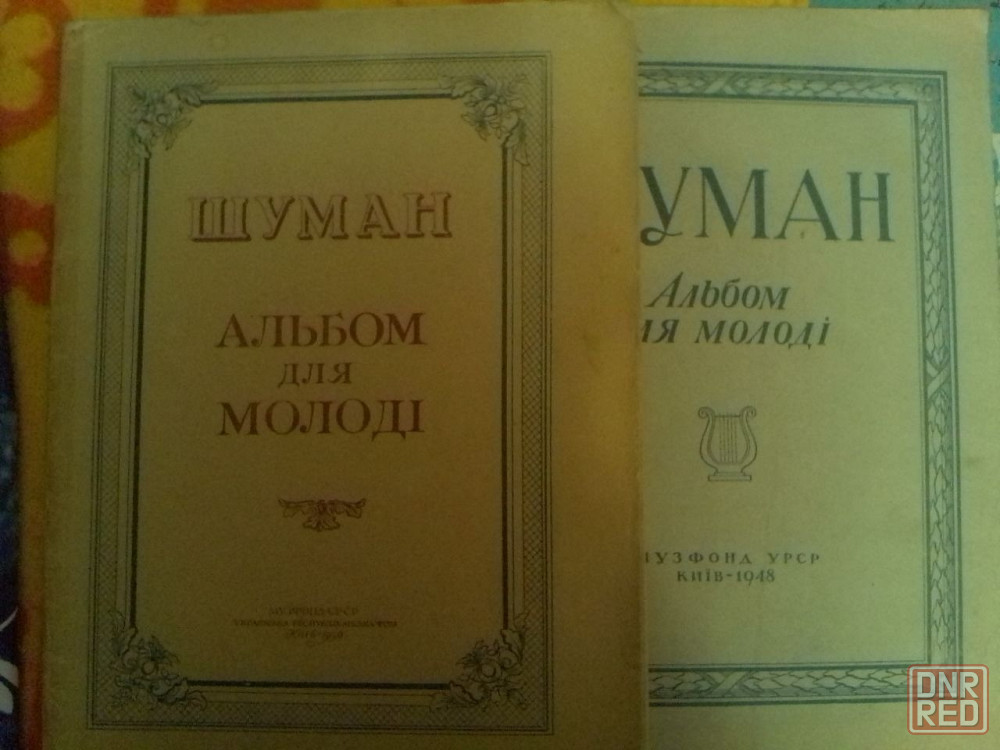 ШУМАН
АЛЬБОМ
ДЛЯ
МОЛОДІ
УМАН
Альбом
ЛЯ МОЛОДІ
УЗФОНД УРСР
КИЇВ-1948
DNR
RED